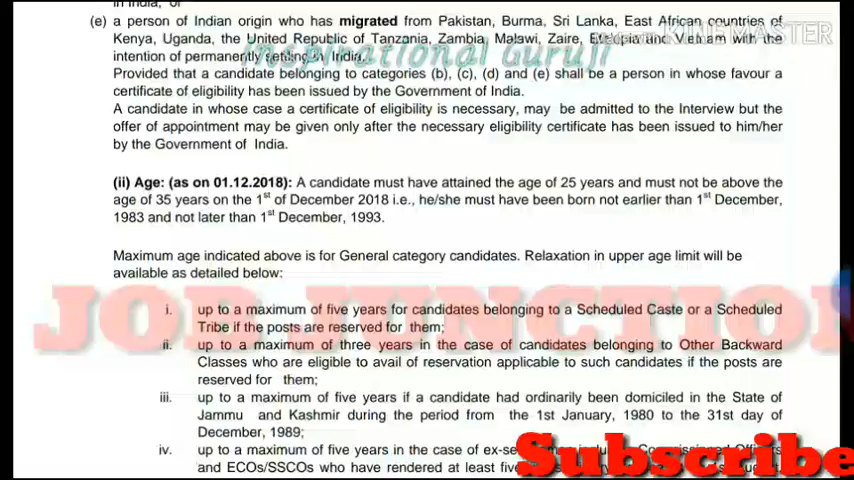 in India, or
(e) a person of Indian origin who has migrated from Pakistan, Burma, Sri Lanka, East African countries of
Kenya, Uganda, the United Republic of Tanzania, Zambia, Malawi, Zaire, Ethiopia and Vietnam with the
KINEMASTER
Inspirational Guruji
intention of permanently settling in India.
Provided that a candidate belonging to categories (b), (c), (d) and (e) shall be a person in whose favour a
certificate of eligibility has been issued by the Government of India.
A candidate in whose case a certificate of eligibility is necessary, may be admitted to the Interview but the
offer of appointment may be given only after the necessary eligibility certificate has been issued to him/her
by the Government of India.
(ii) Age: (as on 01.12.2018): A candidate must have attained the age of 25 years and must not be above the
age of 35 years on the 1st of December 2018 i.e., he/she must have been born not earlier than 1st December,
1983 and not later than 1st December, 1993.
Maximum age indicated above is for General category candidates. Relaxation in upper age limit will be
available as detailed below:
JOB JUNCTION
i. up to a maximum of five years for candidates belonging to a Scheduled Caste or a Scheduled
Tribe if the posts are reserved for them;
ii. up to a maximum of three years in the case of candidates belonging to Other Backward
Classes who are eligible to avail of reservation applicable to such candidates if the posts are
reserved for them;
iii. up to a maximum of five years if a candidate had ordinarily been domiciled in the State of
Jammu and Kashmir during the period from the 1st January, 1980 to the 31st day of
December, 1989;
iv. up to a maximum of five years in the case of
and ECOs/SSCOs who have rendered at least five
Subscribe